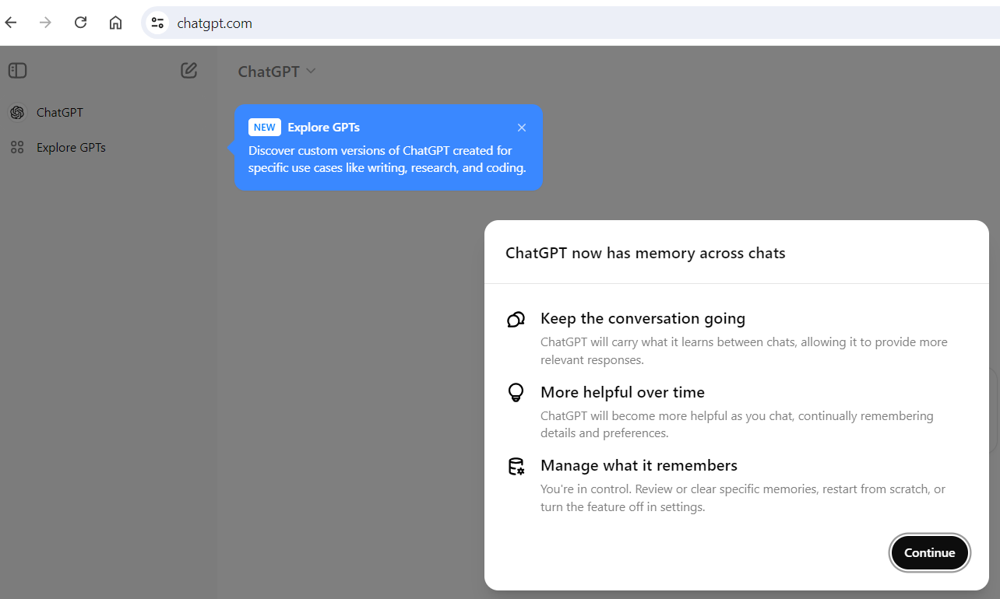 chatgpt.com
ChatGPT
ChatGPT
Explore GPTs
NEW Explore GPTs
Discover custom versions of ChatGPT created for
specific use cases like writing, research, and coding.
ChatGPT now has memory across chats
Keep the conversation going
ChatGPT will carry what it learns between chats, allowing it to provide more
relevant responses.
More helpful over time
ChatGPT will become more helpful as you chat, continually remembering
details and preferences.
Manage what it remembers
You're in control. Review or clear specific memories, restart from scratch, or
turn the feature off in settings.
Continue